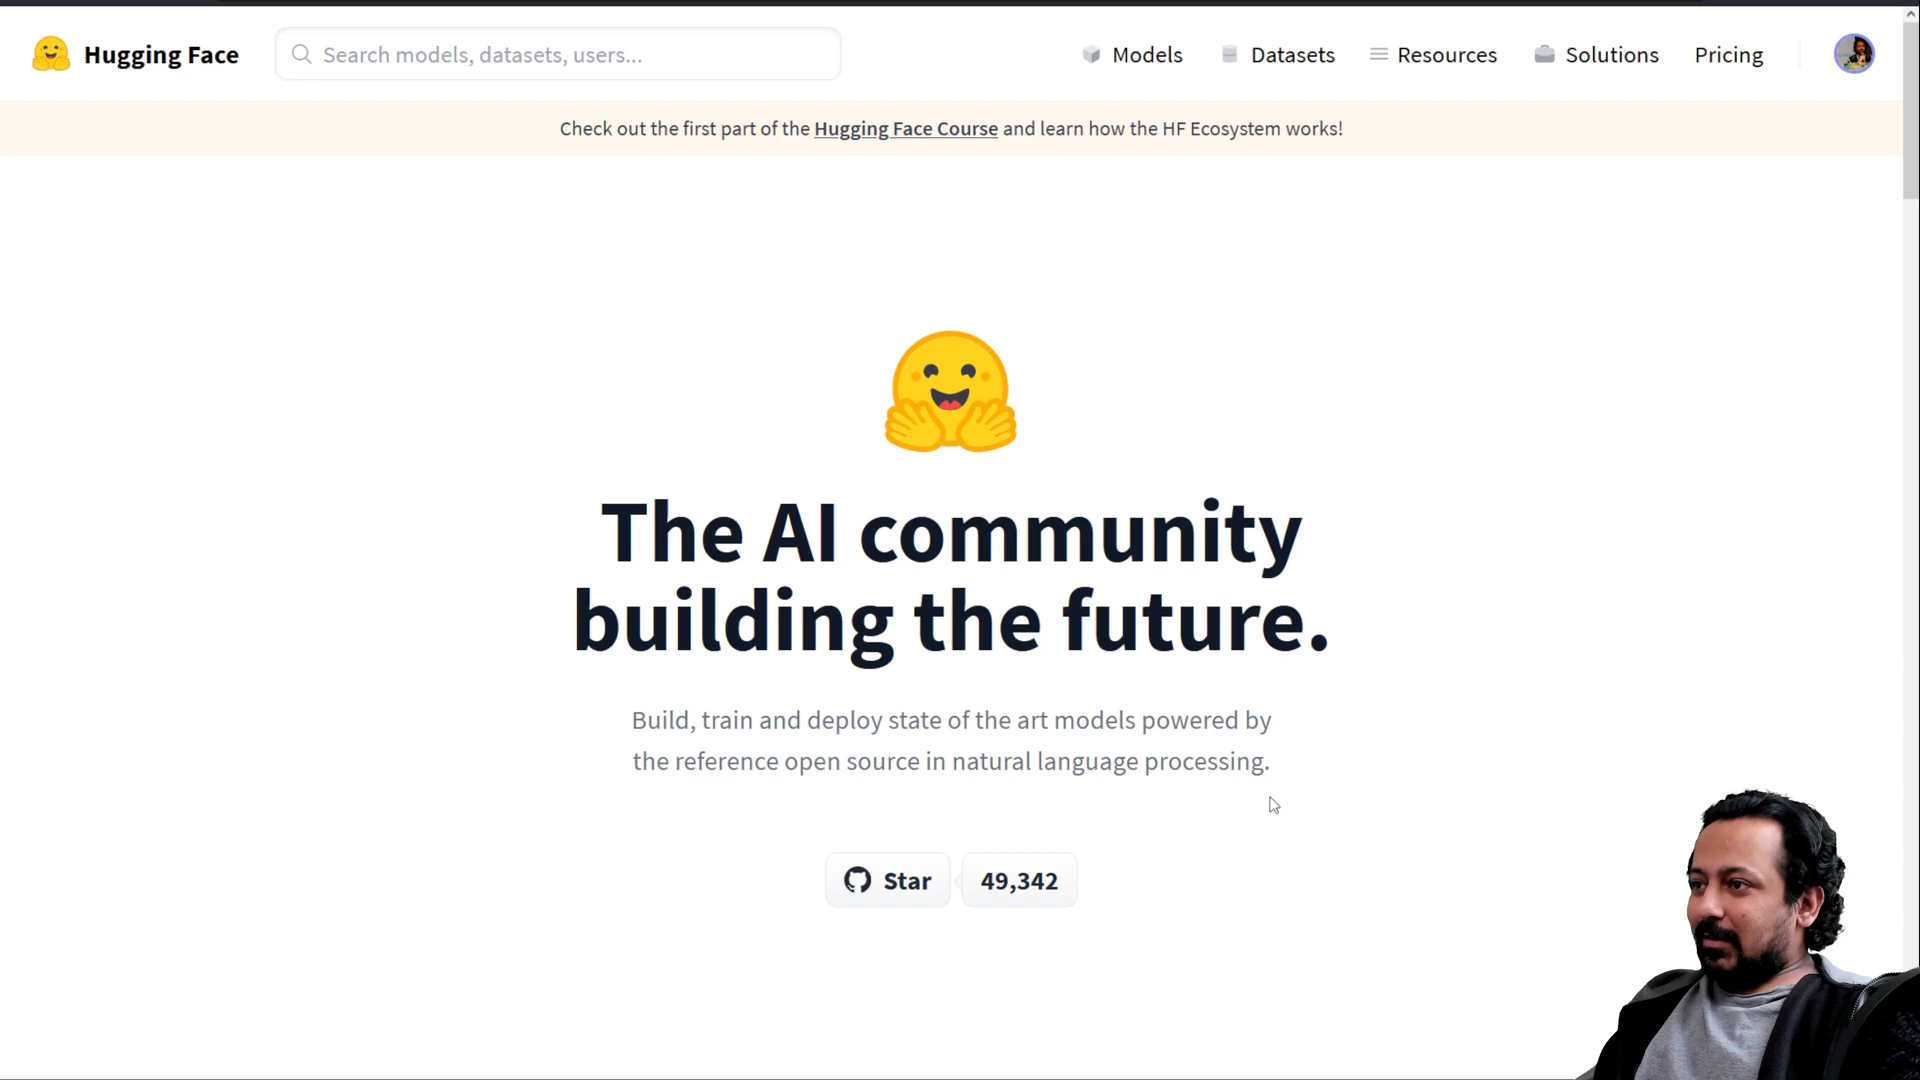 Hugging Face
Search models, datasets, users...
Models
Datasets
Resources
Solutions
Pricing
Check out the first part of the Hugging Face Course and learn how the HF Ecosystem works!
The AI community
building the future.
Build, train and deploy state of the art models powered by
the reference open source in natural language processing.
Star
49,342